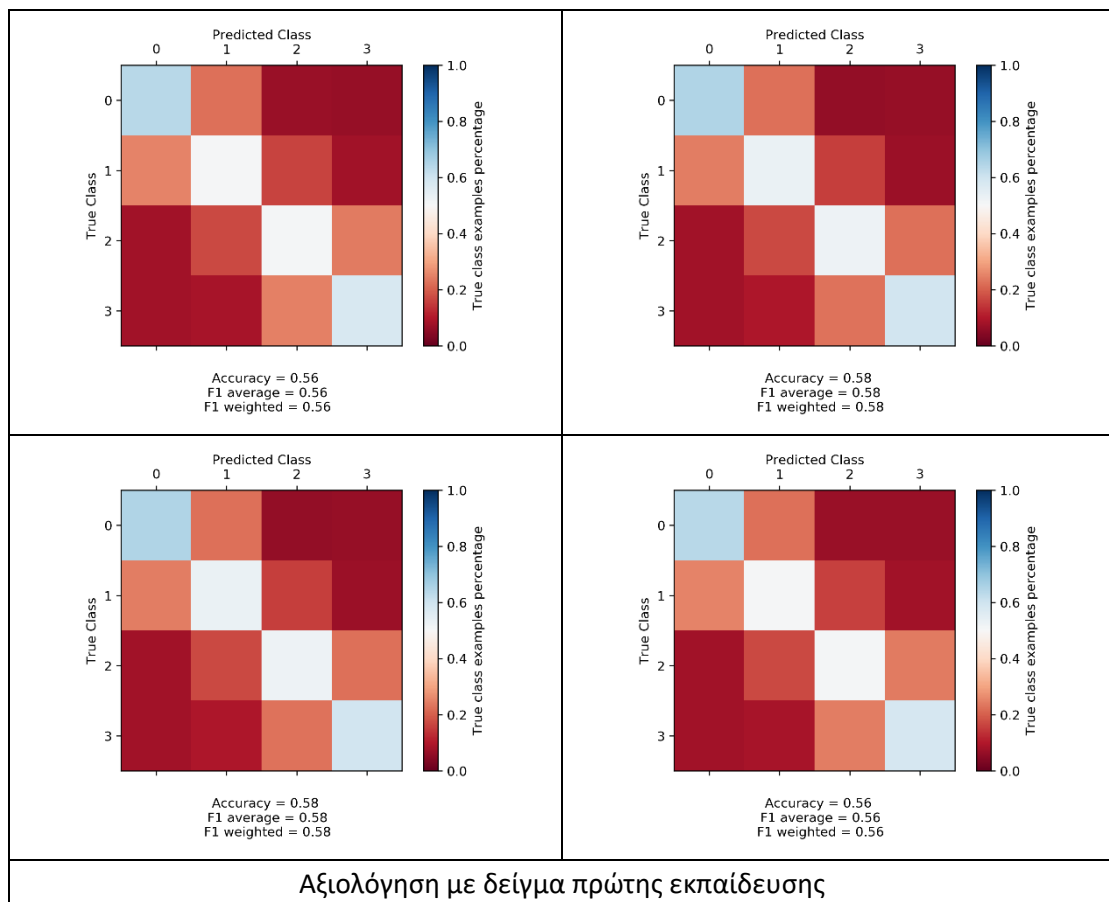 Predicted Class
0 1 2 3
True Class
0
1
2
3
1.0
0.8
0.6
0.4
0.2
0.0
True class examples percentage
Accuracy = 0.56
F1 average = 0.56
F1 weighted = 0.56
Predicted Class
0 1 2 3
True Class
0
1
2
3
1.0
0.8
0.6
0.4
0.2
0.0
True class examples percentage
Accuracy = 0.58
F1 average = 0.58
F1 weighted = 0.58
Predicted Class
0 1 2 3
True Class
0
1
2
3
1.0
0.8
0.6
0.4
0.2
0.0
True class examples percentage
Accuracy = 0.58
F1 average = 0.58
F1 weighted = 0.58
Predicted Class
0 1 2 3
True Class
0
1
2
3
1.0
0.8
0.6
0.4
0.2
0.0
True class examples percentage
Accuracy = 0.56
F1 average = 0.56
F1 weighted = 0.56
Αξιολόγηση με δείγμα πρώτης εκπαίδευσης